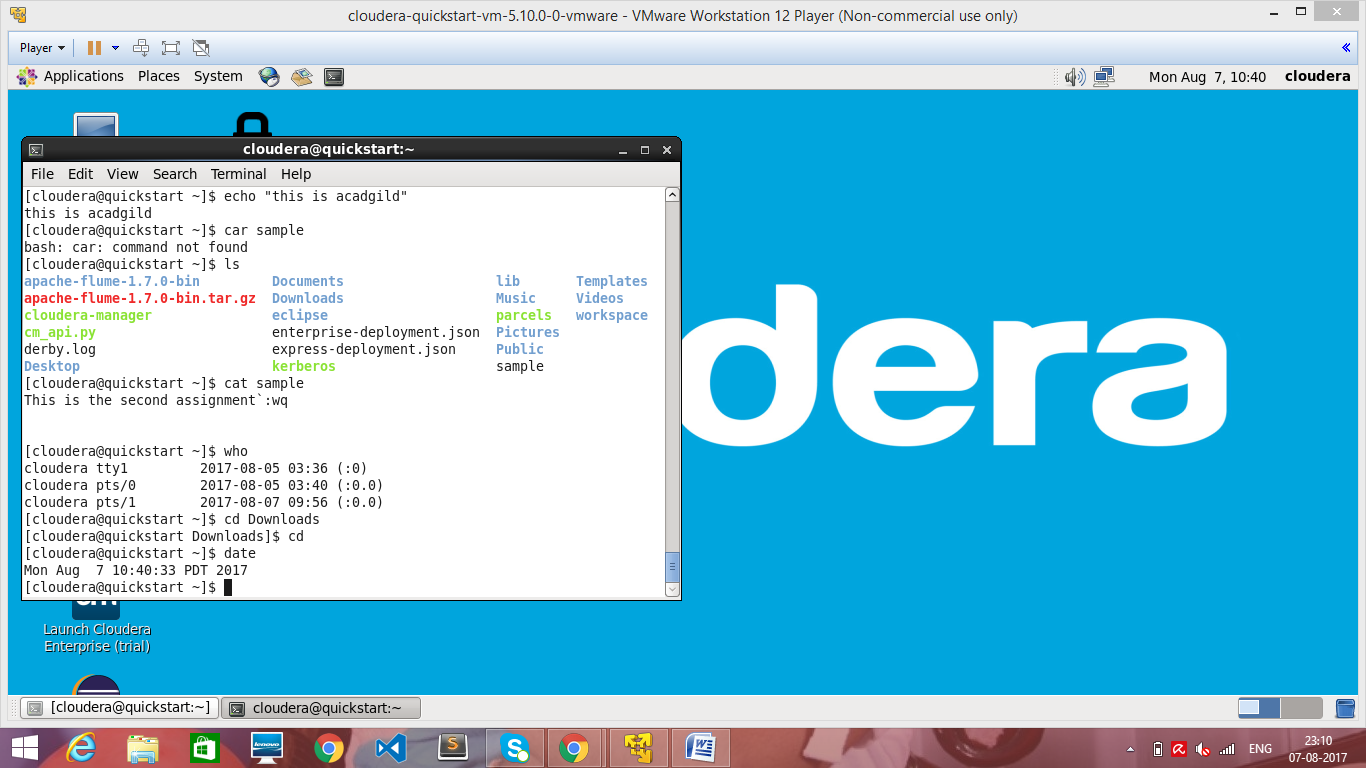 cloudera-quickstart-vm-5.10.0-0-vmware - VMware Workstation 12 Player (Non-commercial use only)
Player
Applications Places System Mon Aug  7, 10:40 cloudera
cloudera@quickstart:~
File Edit View Search Terminal Help
[cloudera@quickstart ~]$ echo "this is acadgild"
this is acadgild
[cloudera@quickstart ~]$ car sample
bash: car: command not found
[cloudera@quickstart ~]$ ls
apache-flume-1.7.0-bin         Documents                   lib       Templates
apache-flume-1.7.0-bin.tar.gz  Downloads                   Music     Videos
cloudera-manager               eclipse                     parcels   workspace
cm_api.py                      enterprise-deployment.json  Pictures
derby.log                      express-deployment.json     Public
Desktop                        kerberos                    sample
[cloudera@quickstart ~]$ cat sample
This is the second assignment`:wq
[cloudera@quickstart ~]$ who
cloudera tty1         2017-08-05 03:36 (:0)
cloudera pts/0        2017-08-05 03:40 (:0.0)
cloudera pts/1        2017-08-07 09:56 (:0.0)
[cloudera@quickstart ~]$ cd Downloads
[cloudera@quickstart Downloads]$ cd
[cloudera@quickstart ~]$ date
Mon Aug  7 10:40:33 PDT 2017
[cloudera@quickstart ~]$
dera
Launch Cloudera
Enterprise (trial)
[cloudera@quickstart:~] cloudera@quickstart:~
lenovo
ENG
23:10
07-08-2017